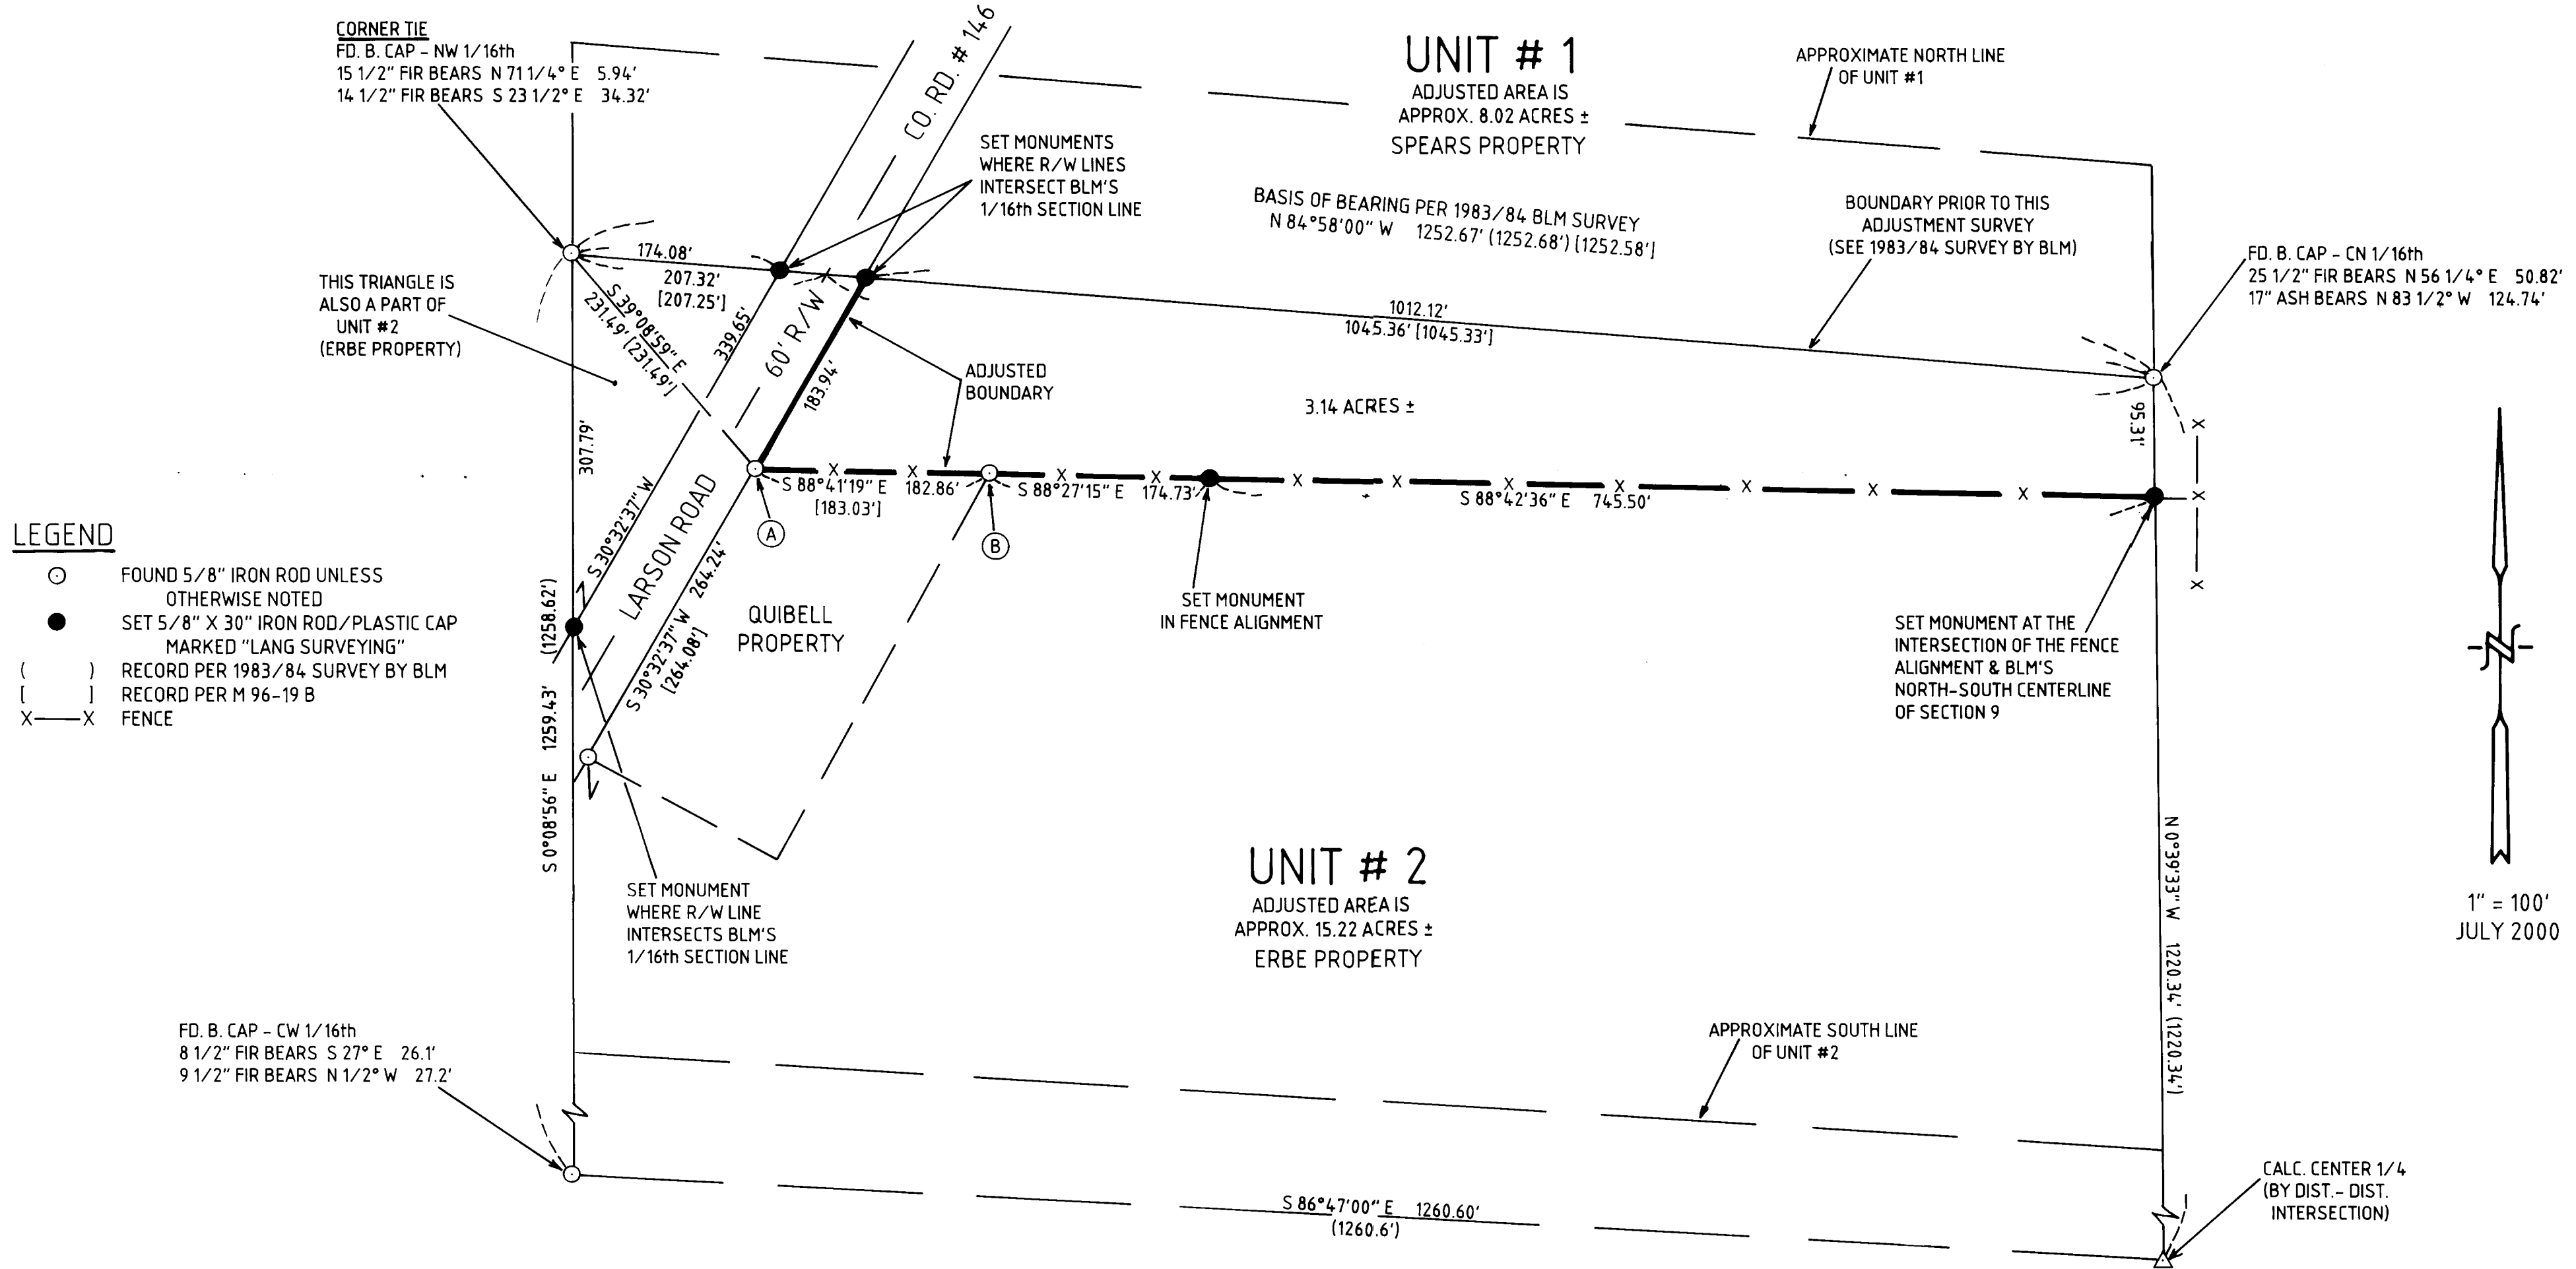 CORNER TIE
FD. B. CAP – NW 1/16th
15 1/2" FIR BEARS N 71 1/4° E 5.94'
14 1/2" FIR BEARS S 23 1/2° E 34.32'
CO. RD. # 146
UNIT # 1
ADJUSTED AREA IS
APPROX. 8.02 ACRES ±
SPEARS PROPERTY
APPROXIMATE NORTH LINE
OF UNIT #1
SET MONUMENTS
WHERE R/W LINES
INTERSECT BLM'S
1/16th SECTION LINE
BASIS OF BEARING PER 1983/84 BLM SURVEY
N 84°58'00" W 1252.67' (1252.68') [1252.58']
BOUNDARY PRIOR TO THIS
ADJUSTMENT SURVEY
(SEE 1983/84 SURVEY BY BLM)
FD. B. CAP – CN 1/16th
25 1/2" FIR BEARS N 56 1/4° E 50.82'
17" ASH BEARS N 83 1/2° W 124.74'
174.08'
207.32'
[207.25']
THIS TRIANGLE IS
ALSO A PART OF
UNIT #2
(ERBE PROPERTY)
S 39°08'59" E
231.49' [231.49']
339.65'
60' R/W
183.94'
1012.12'
1045.36' [1045.33']
ADJUSTED
BOUNDARY
3.14 ACRES ±
95.31'
307.79'
S 30°32'37" W
LARSON ROAD
S 88°41'19" E 182.86'
[183.03']
S 88°27'15" E 174.73'
S 88°42'36" E 745.50'
A
B
LEGEND
FOUND 5/8" IRON ROD UNLESS
OTHERWISE NOTED
SET 5/8" X 30" IRON ROD/PLASTIC CAP
MARKED "LANG SURVEYING"
( ) RECORD PER 1983/84 SURVEY BY BLM
[ ] RECORD PER M 96-19 B
X——X FENCE
S 0°08'56" E 1259.43' (1258.62')
S 30°32'37" W 264.24'
[264.08']
QUIBELL
PROPERTY
SET MONUMENT
IN FENCE ALIGNMENT
SET MONUMENT AT THE
INTERSECTION OF THE FENCE
ALIGNMENT & BLM'S
NORTH-SOUTH CENTERLINE
OF SECTION 9
SET MONUMENT
WHERE R/W LINE
INTERSECTS BLM'S
1/16th SECTION LINE
UNIT # 2
ADJUSTED AREA IS
APPROX. 15.22 ACRES ±
ERBE PROPERTY
N 0°39'33" W 1220.34' (1220.34')
N
1" = 100'
JULY 2000
FD. B. CAP – CW 1/16th
8 1/2" FIR BEARS S 27° E 26.1'
9 1/2" FIR BEARS N 1/2° W 27.2'
APPROXIMATE SOUTH LINE
OF UNIT #2
S 86°47'00" E 1260.60'
(1260.6')
CALC. CENTER 1/4
(BY DIST.– DIST.
INTERSECTION)